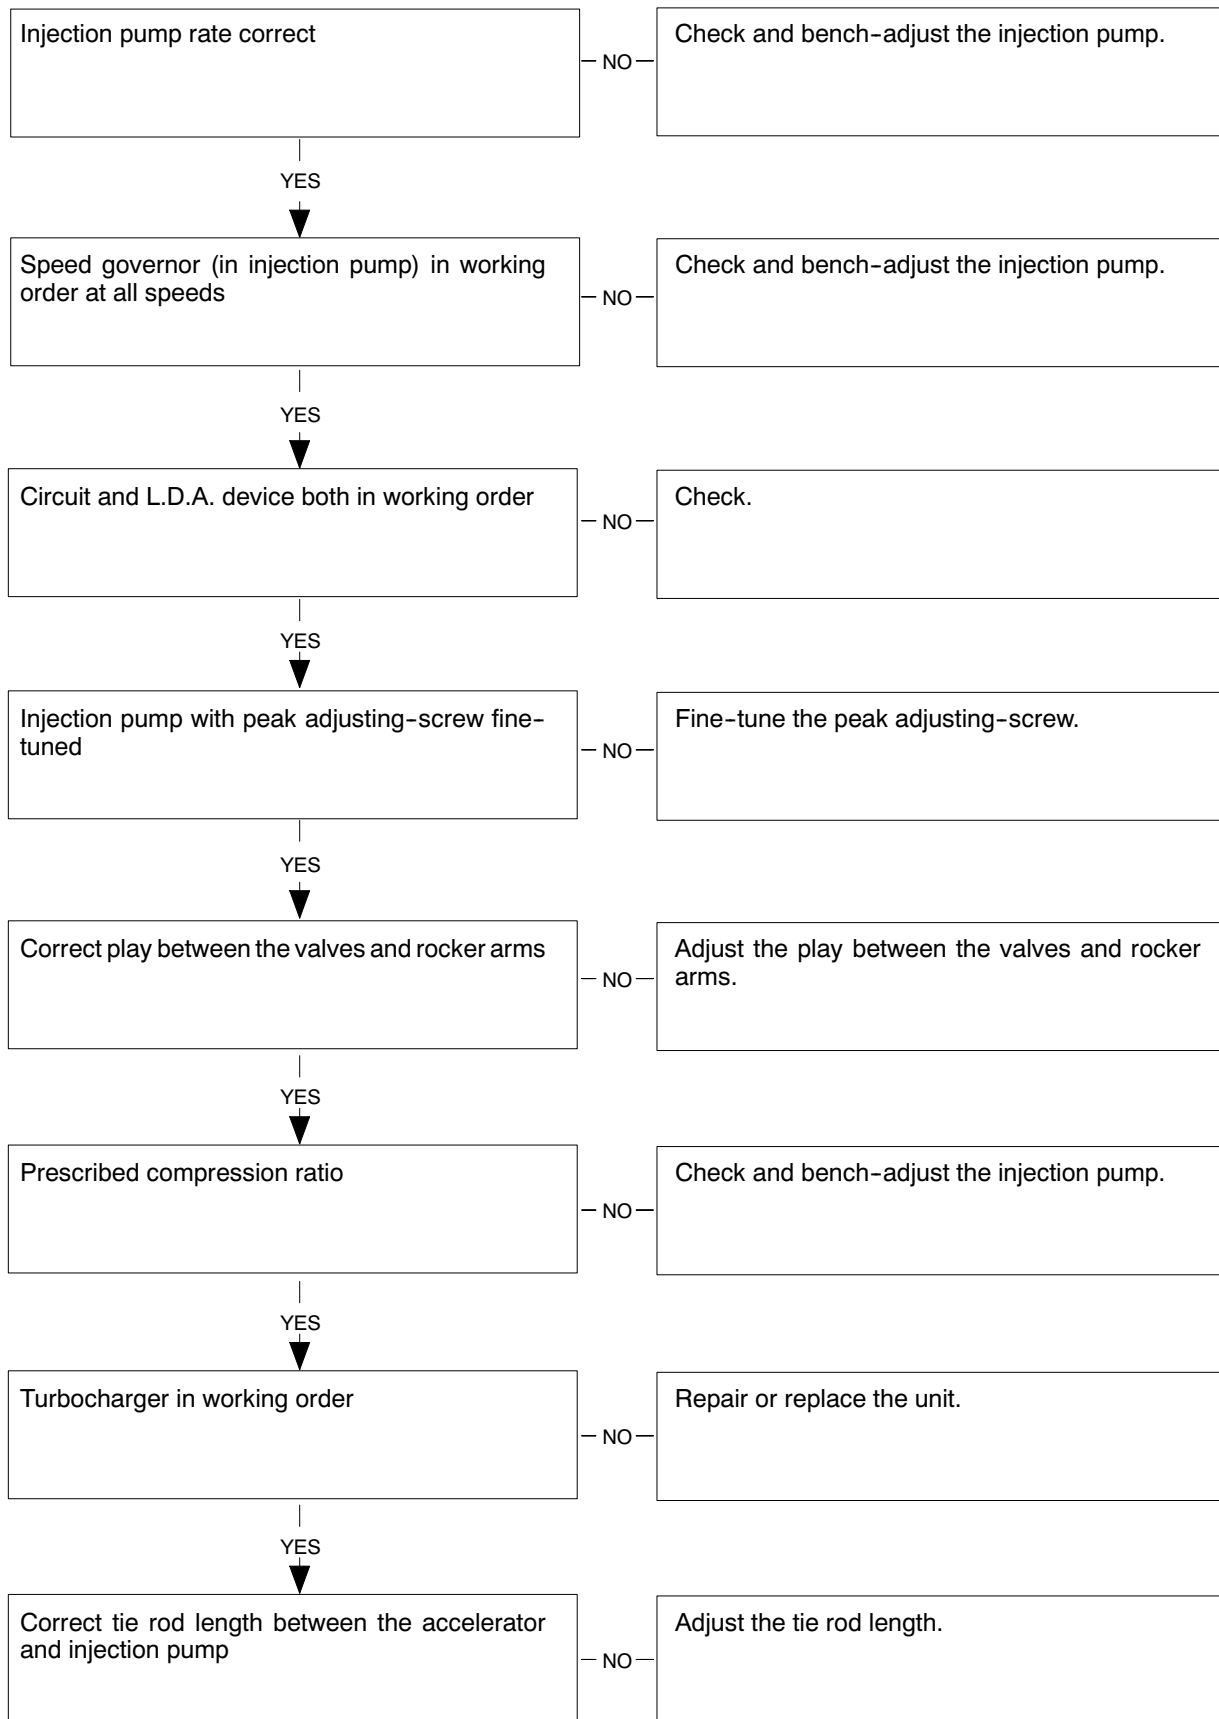 Injection pump rate correct
NO
Check and bench-adjust the injection pump.
YES
Speed governor (in injection pump) in working
order at all speeds
NO
Check and bench-adjust the injection pump.
YES
Circuit and L.D.A. device both in working order
NO
Check.
YES
Injection pump with peak adjusting-screw fine-
tuned
NO
Fine-tune the peak adjusting-screw.
YES
Correct play between the valves and rocker arms
NO
Adjust the play between the valves and rocker
arms.
YES
Prescribed compression ratio
NO
Check and bench-adjust the injection pump.
YES
Turbocharger in working order
NO
Repair or replace the unit.
YES
Correct tie rod length between the accelerator
and injection pump
NO
Adjust the tie rod length.